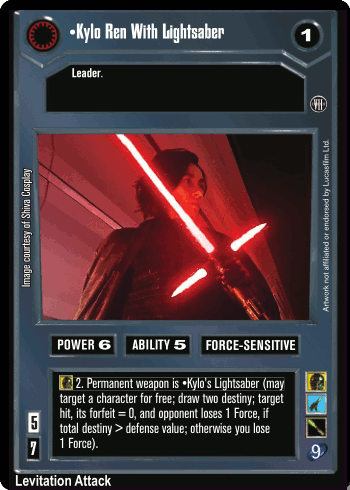 •Kylo Ren With Lightsaber
1
Leader.
VII
Image courtesy of Shiva Cosplay
Artwork not affiliated or endorsed by Lucasfilm Ltd.
POWER 6
ABILITY 5
FORCE-SENSITIVE
2. Permanent weapon is •Kylo's Lightsaber (may
target a character for free; draw two destiny; target
hit, its forfeit = 0, and opponent loses 1 Force, if
total destiny > defense value; otherwise you lose
1 Force).
5
7
9
Levitation Attack